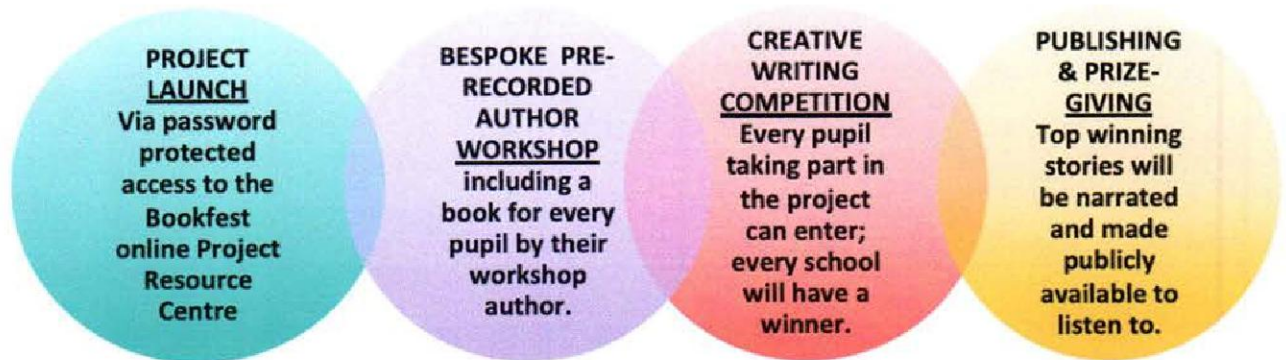 PROJECT
LAUNCH
Via password
protected
access to the
Bookfest
online Project
Resource
Centre
BESPOKE PRE-
RECORDED
AUTHOR
WORKSHOP
including a
book for every
pupil by their
workshop
author.
CREATIVE
WRITING
COMPETITION
Every pupil
taking part in
the project
can enter;
every school
will have a
winner.
PUBLISHING
& PRIZE-
GIVING
Top winning
stories will
be narrated
and made
publicly
available to
listen to.